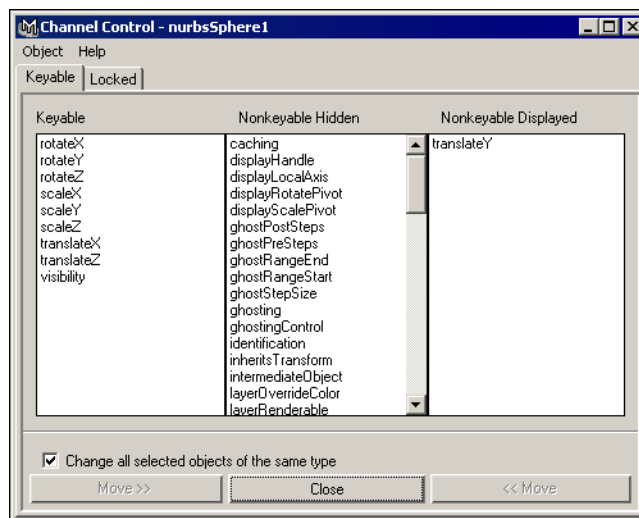 Channel Control - nurbsSphere1
Object Help
Keyable Locked
Keyable Nonkeyable Hidden Nonkeyable Displayed
rotateX
rotateY
rotateZ
scaleX
scaleY
scaleZ
translateX
translateZ
visibility
caching
displayHandle
displayLocalAxis
displayRotatePivot
displayScalePivot
ghostPostSteps
ghostPreSteps
ghostRangeEnd
ghostRangeStart
ghostStepSize
ghosting
ghostingControl
identification
inheritsTransform
intermediateObject
layerOverrideColor
layerRenderable
translateY
Change all selected objects of the same type
Move >> Close << Move